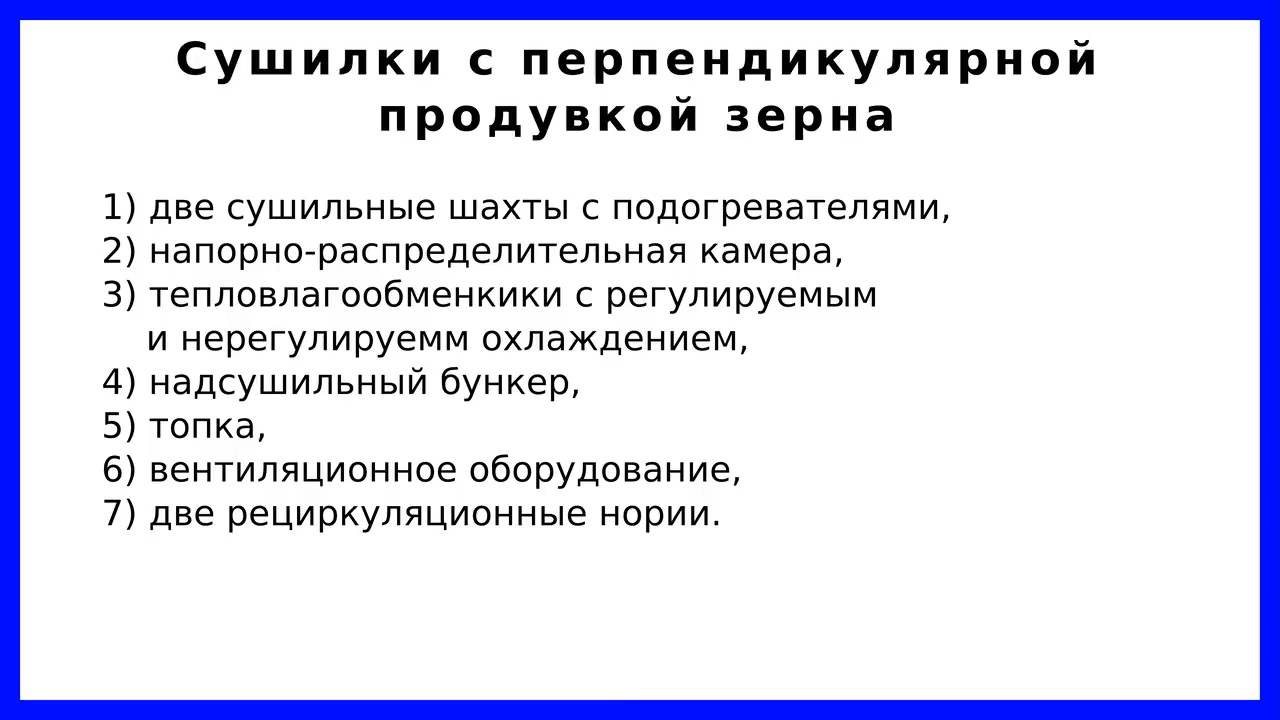 Сушилки с перпендикулярной
продувкой зерна
1) две сушильные шахты с подогревателями,
2) напорно-распределительная камера,
3) тепловлагообменкики с регулируемым
и нерегулируемм охлаждением,
4) надсушильный бункер,
5) топка,
6) вентиляционное оборудование,
7) две рециркуляционные нории.